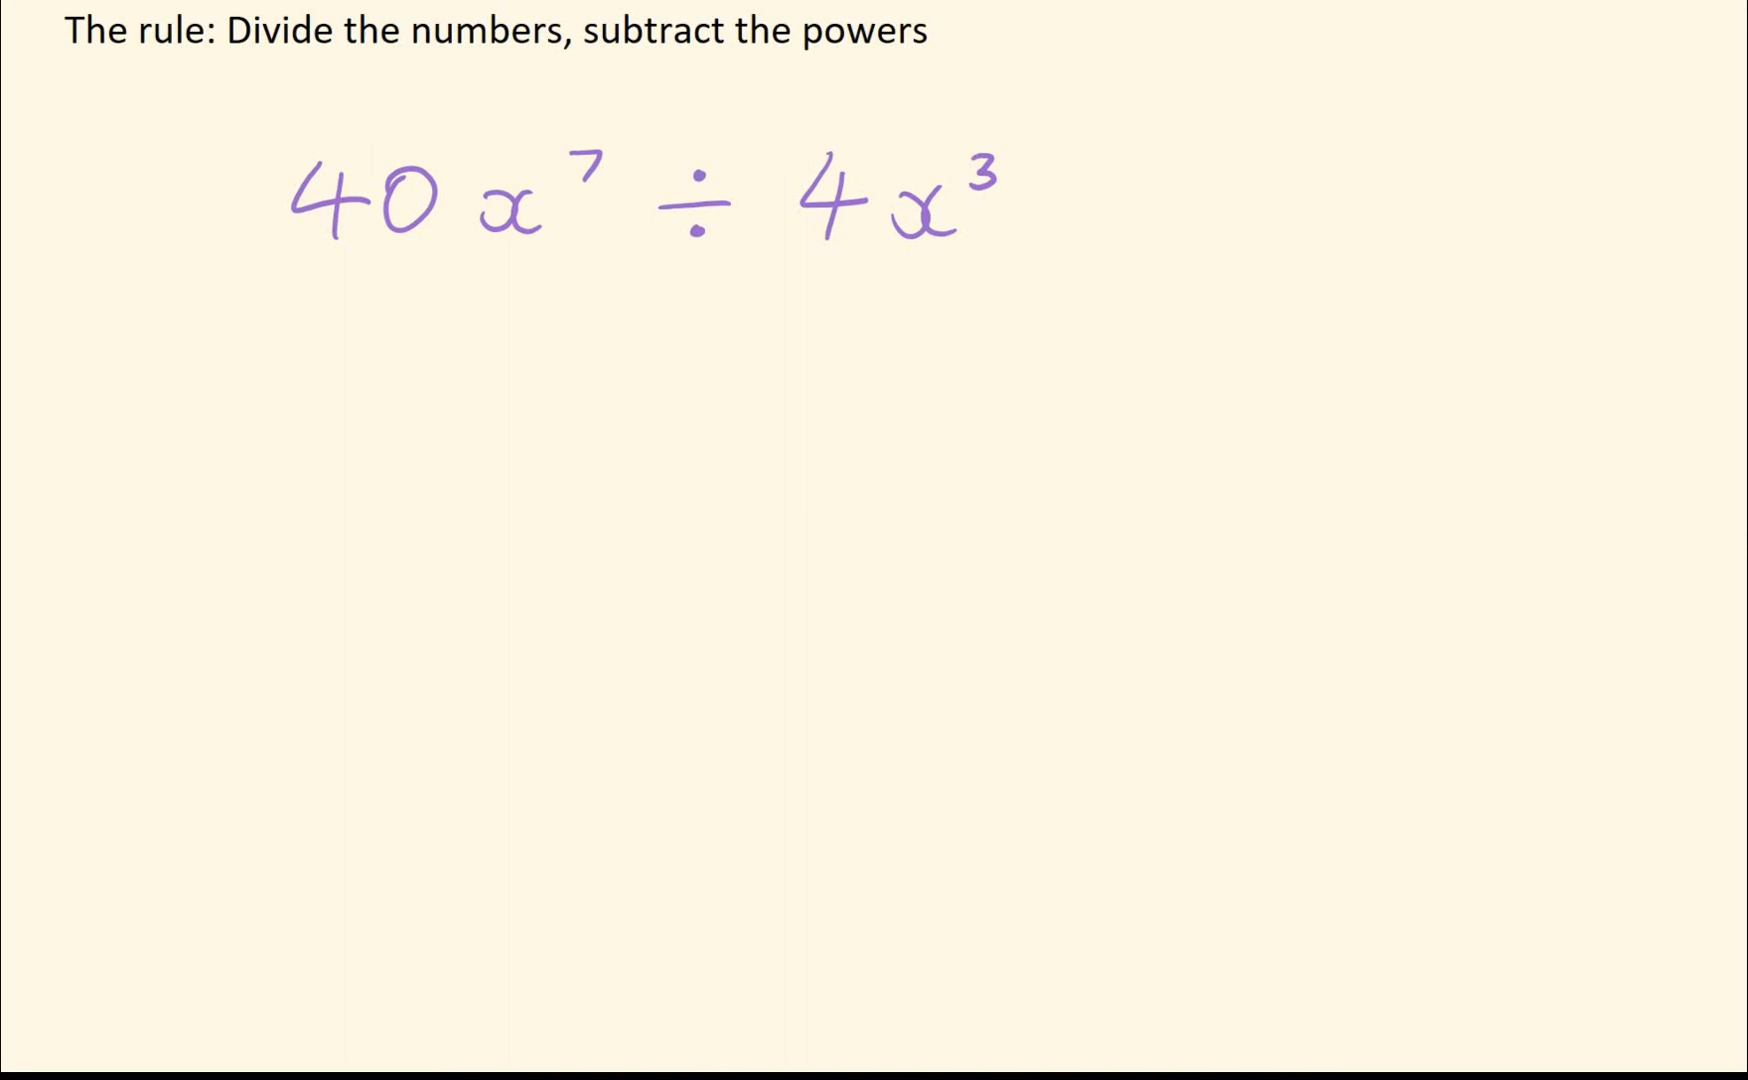 The rule: Divide the numbers, subtract the powers
40x⁷ ÷ 4x³